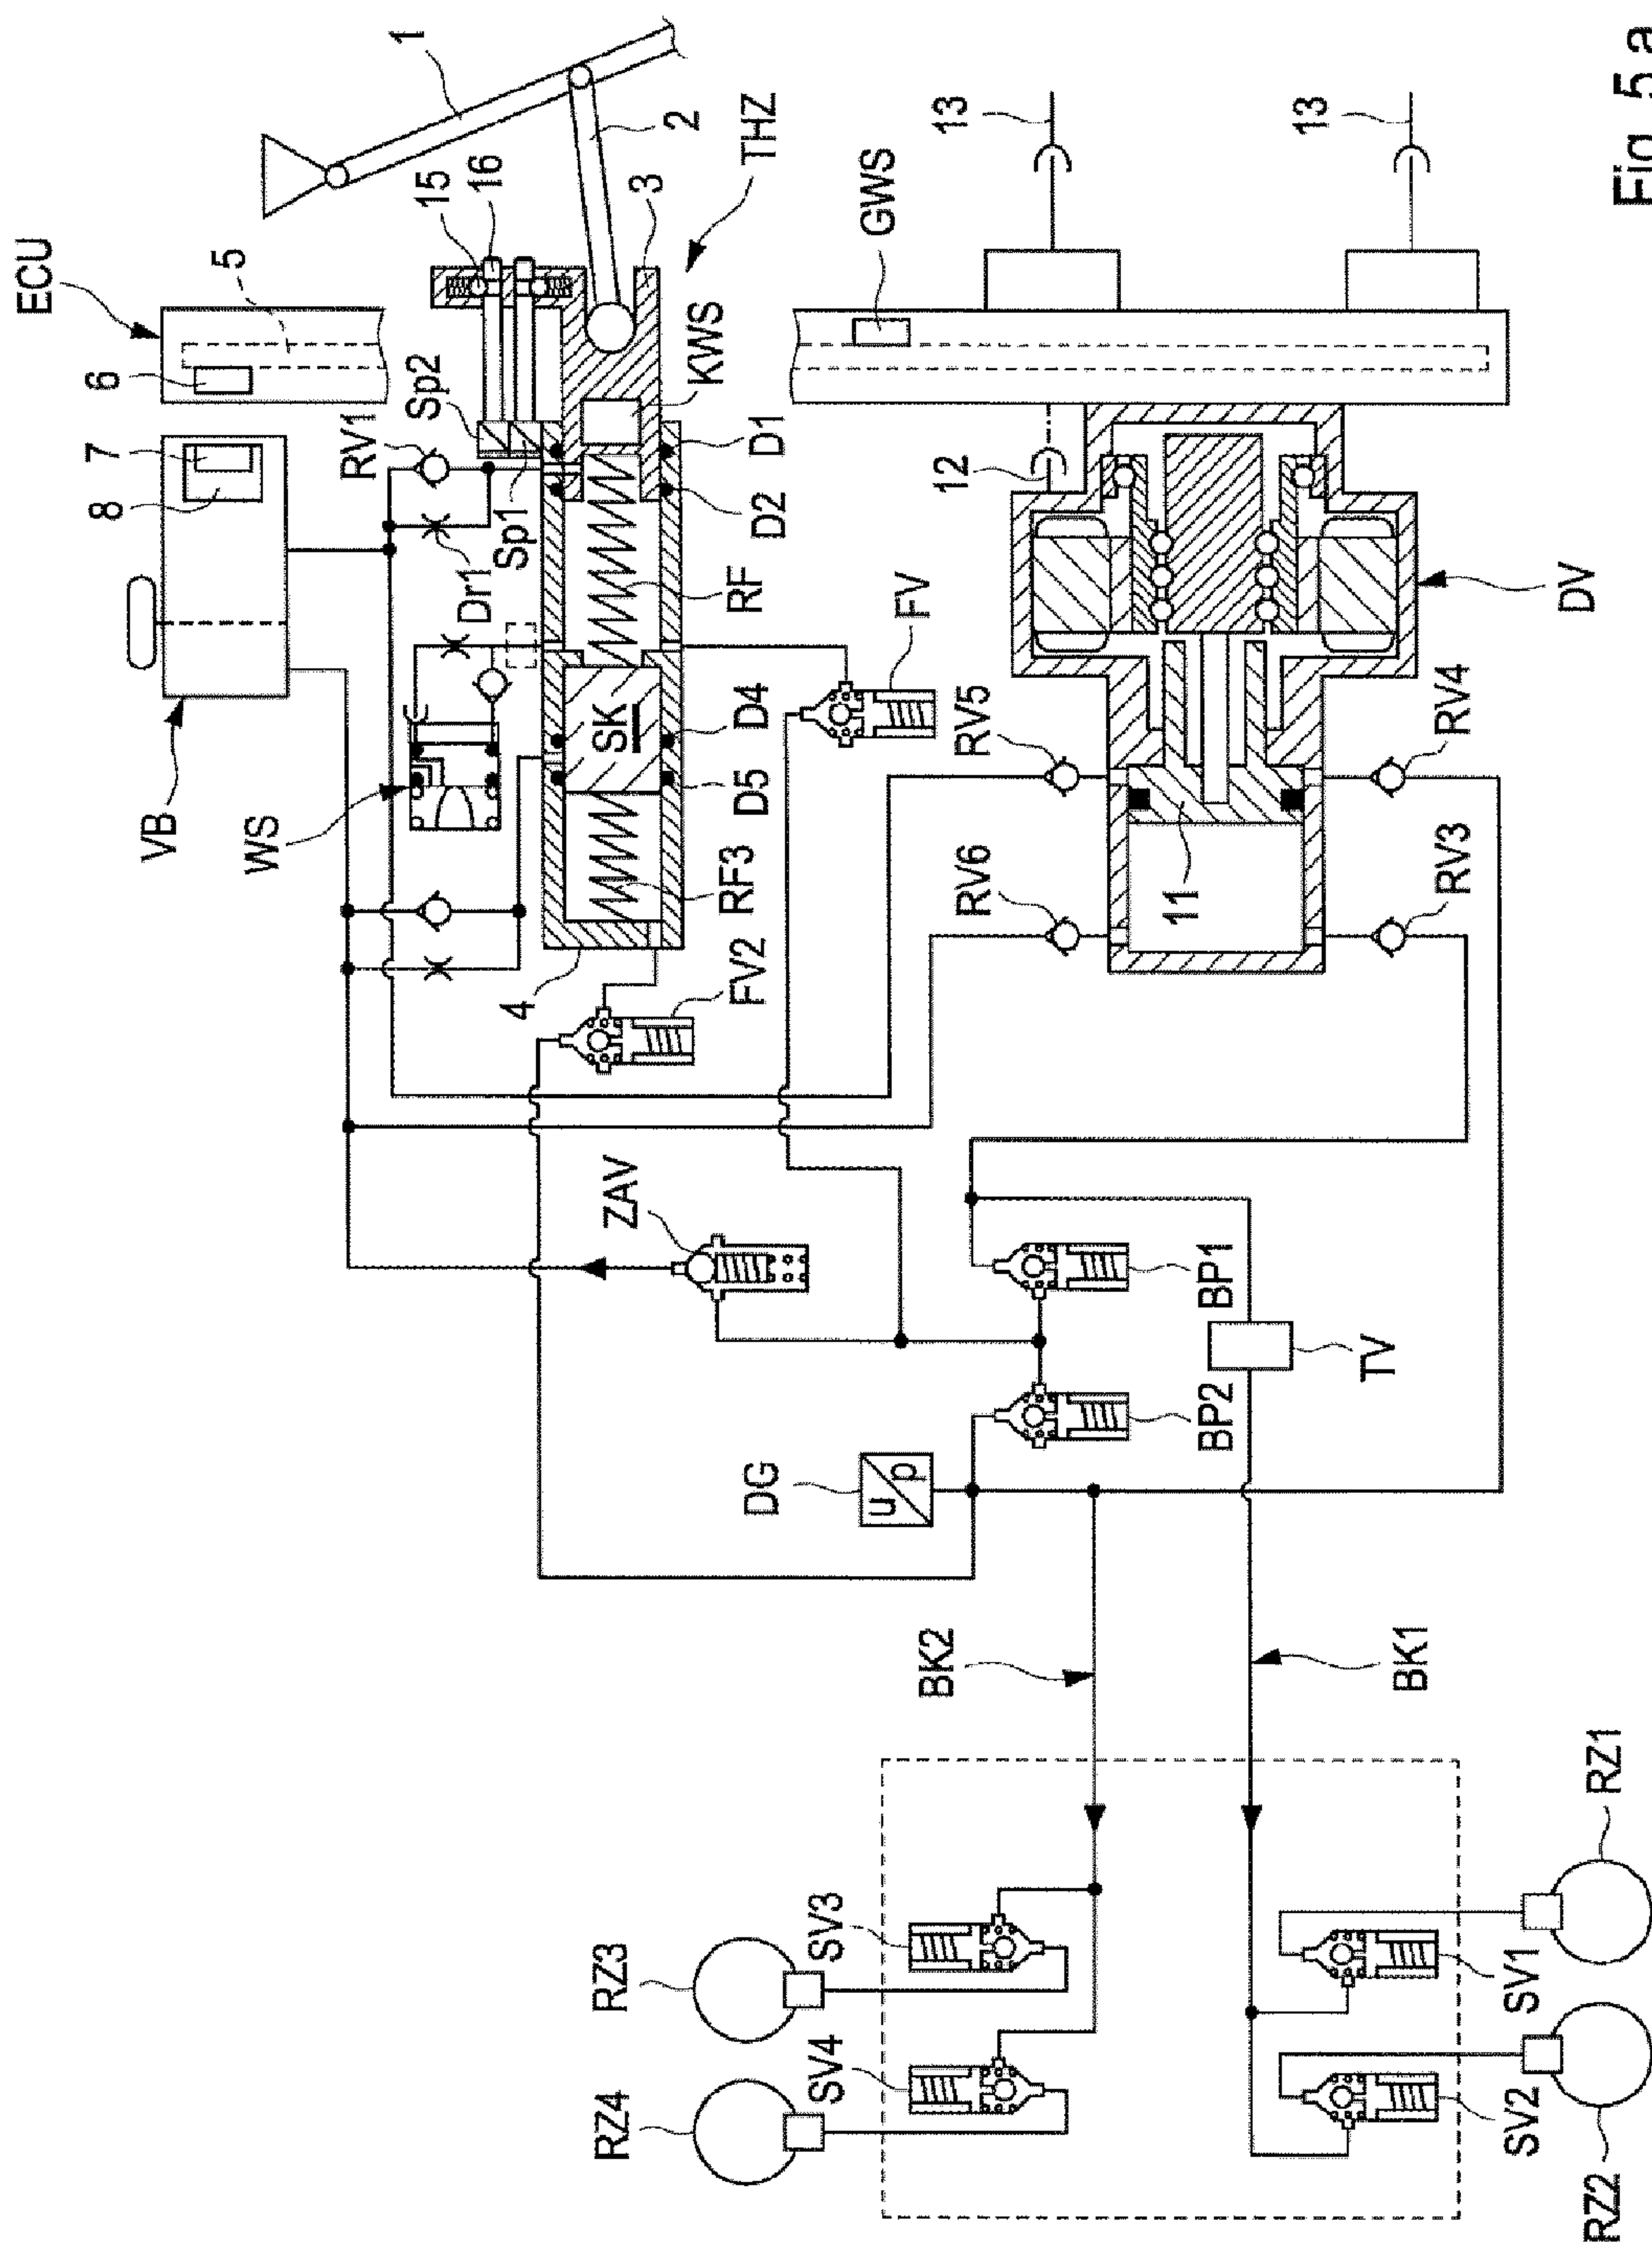 Fig. 5 a
ECU
5
6
7
8
VB
WS
RV1
Dr1
Sp2
Sp1
15
16
1
2
THZ
3
KWS
D1
D2
RF
SK
D4
D5
RF3
4
FV2
FV
GWS
13
13
12
DV
RV5
RV4
RV6
RV3
11
ZAV
BP1
BP2
TV
DG
u
p
BK2
BK1
RZ3
SV3
RZ4
SV4
SV1
RZ1
SV2
RZ2